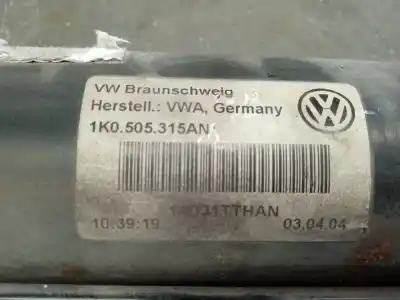 VW Braunschweig
Herstell.: VWA, Germany
1K0.505.315AN
10:39:19
03.04.04